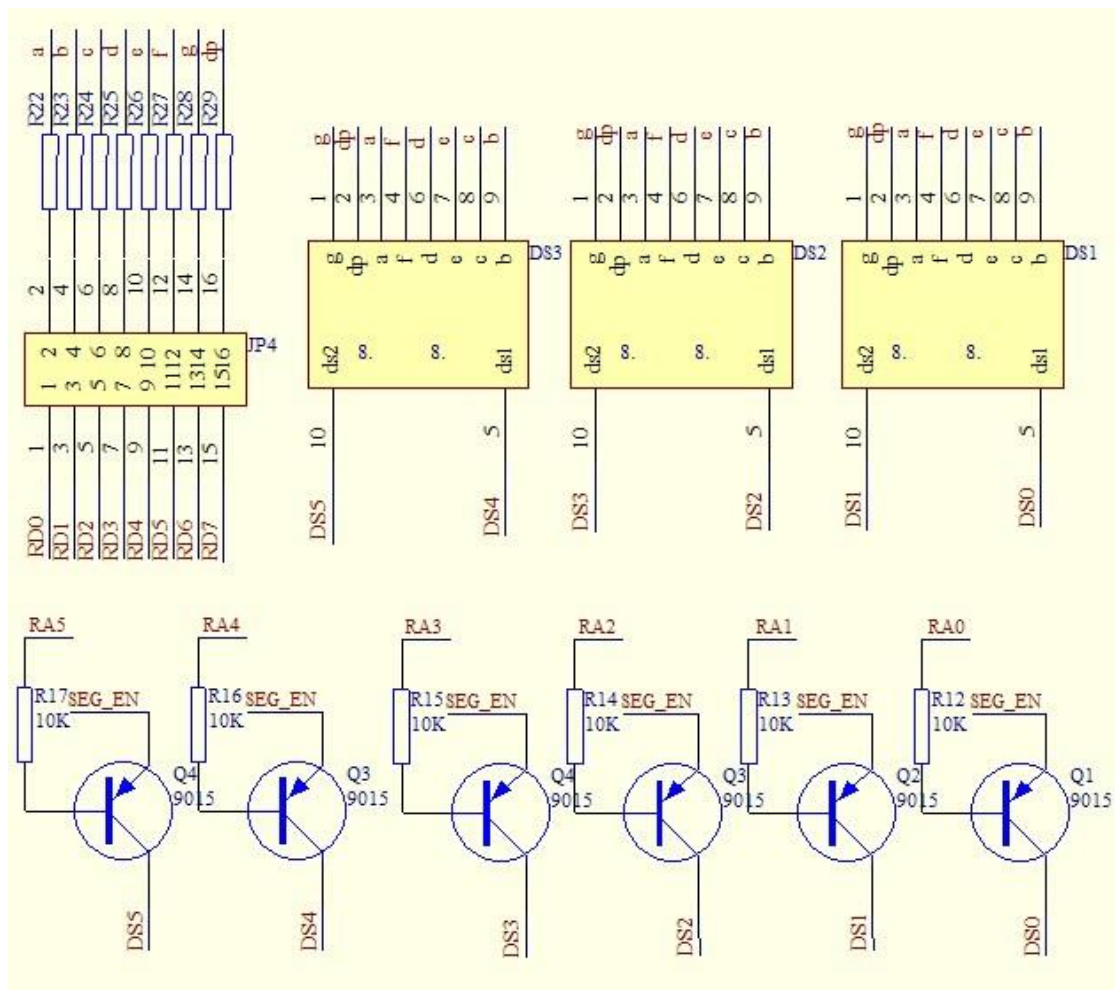 a b c d e f g dp
R22 R23 R24 R25 R26 R27 R28 R29
2 4 6 8 10 12 14 16
2 4 6 8 10 12 14 16
1 3 5 7 9 11 13 15
JP4
1 3 5 7 9 11 13 15
RD0 RD1 RD2 RD3 RD4 RD5 RD6 RD7
g dp a f d e c b
1 2 3 4 6 7 8 9
g dp a f d e c b
DS3
ds2 8. 8. ds1
10 5
DS5 DS4
g dp a f d e c b
1 2 3 4 6 7 8 9
g dp a f d e c b
DS2
ds2 8. 8. ds1
10 5
DS3 DS2
g dp a f d e c b
1 2 3 4 6 7 8 9
g dp a f d e c b
DS1
ds2 8. 8. ds1
10 5
DS1 DS0
RA5
R17 SEG_EN
10K
Q4
9015
DS5
RA4
R16 SEG_EN
10K
Q3
9015
DS4
RA3
R15 SEG_EN
10K
Q4
9015
DS3
RA2
R14 SEG_EN
10K
Q3
9015
DS2
RA1
R13 SEG_EN
10K
Q2
9015
DS1
RA0
R12 SEG_EN
10K
Q1
9015
DS0